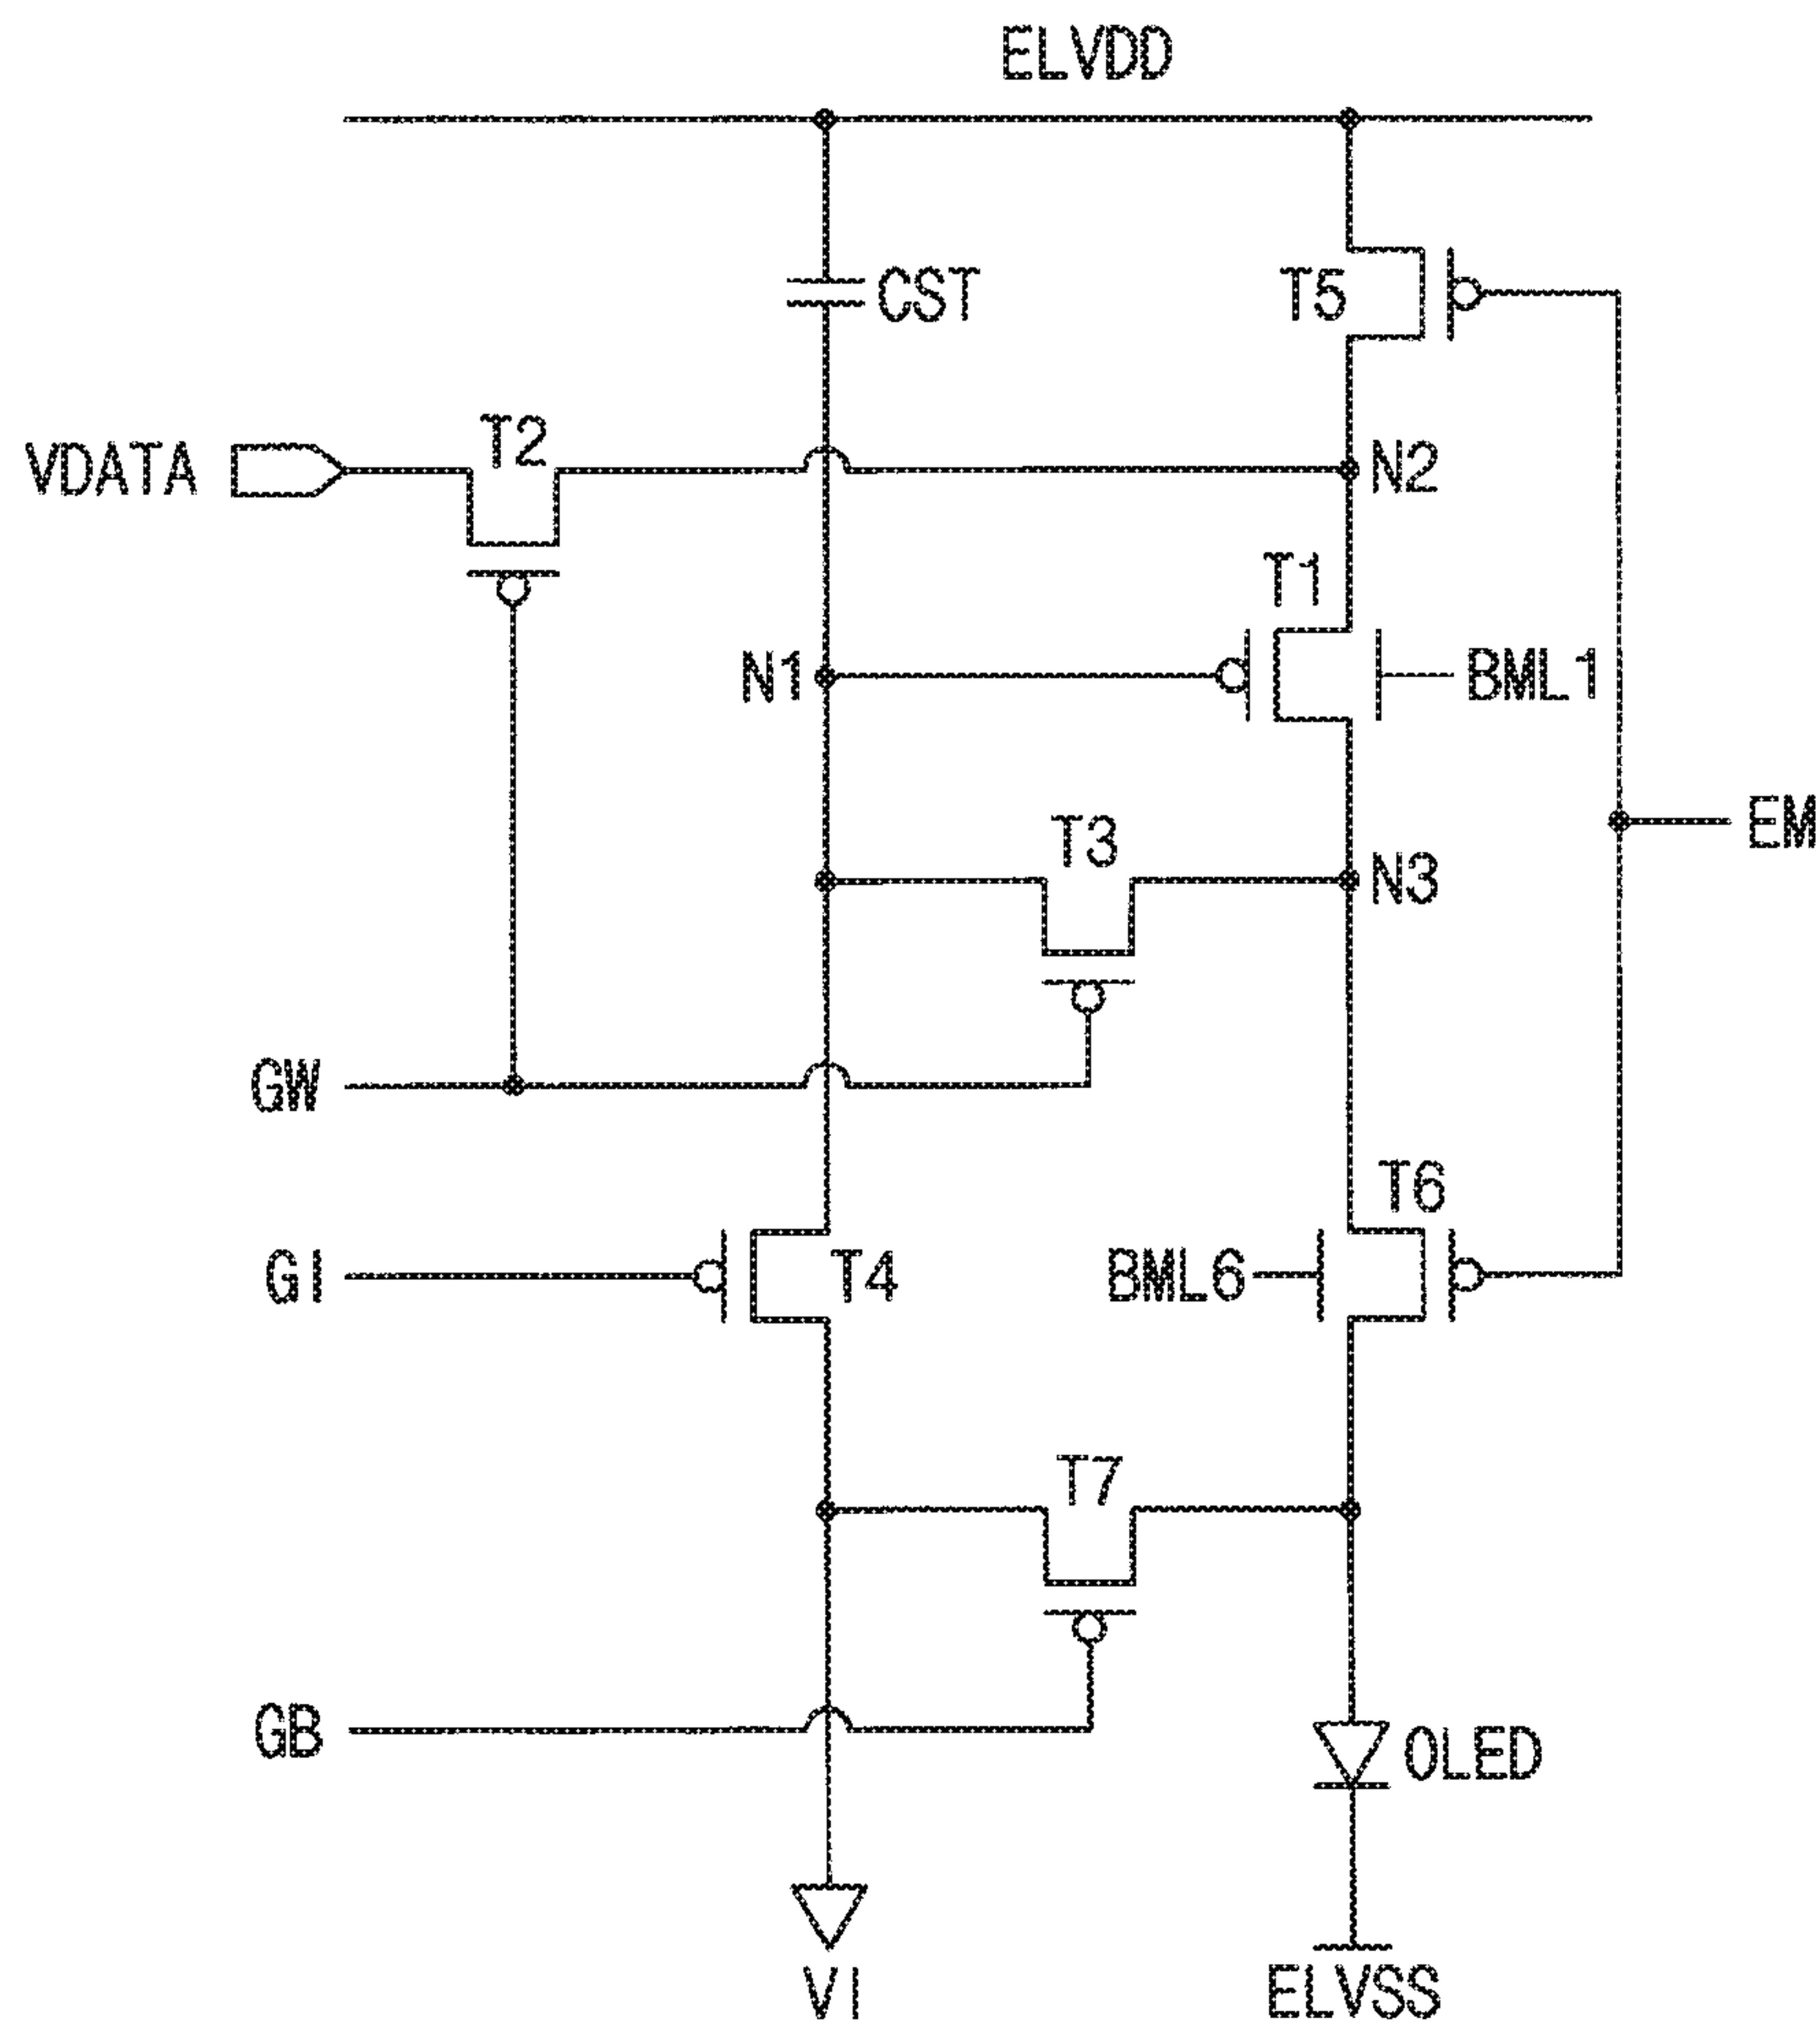 ELVDD
CST
T5
T2
VDATA
N2
T1
N1
BML1
T3
EM
N3
GW
T6
GI
T4
BML6
T7
GB
OLED
VI
ELVSS